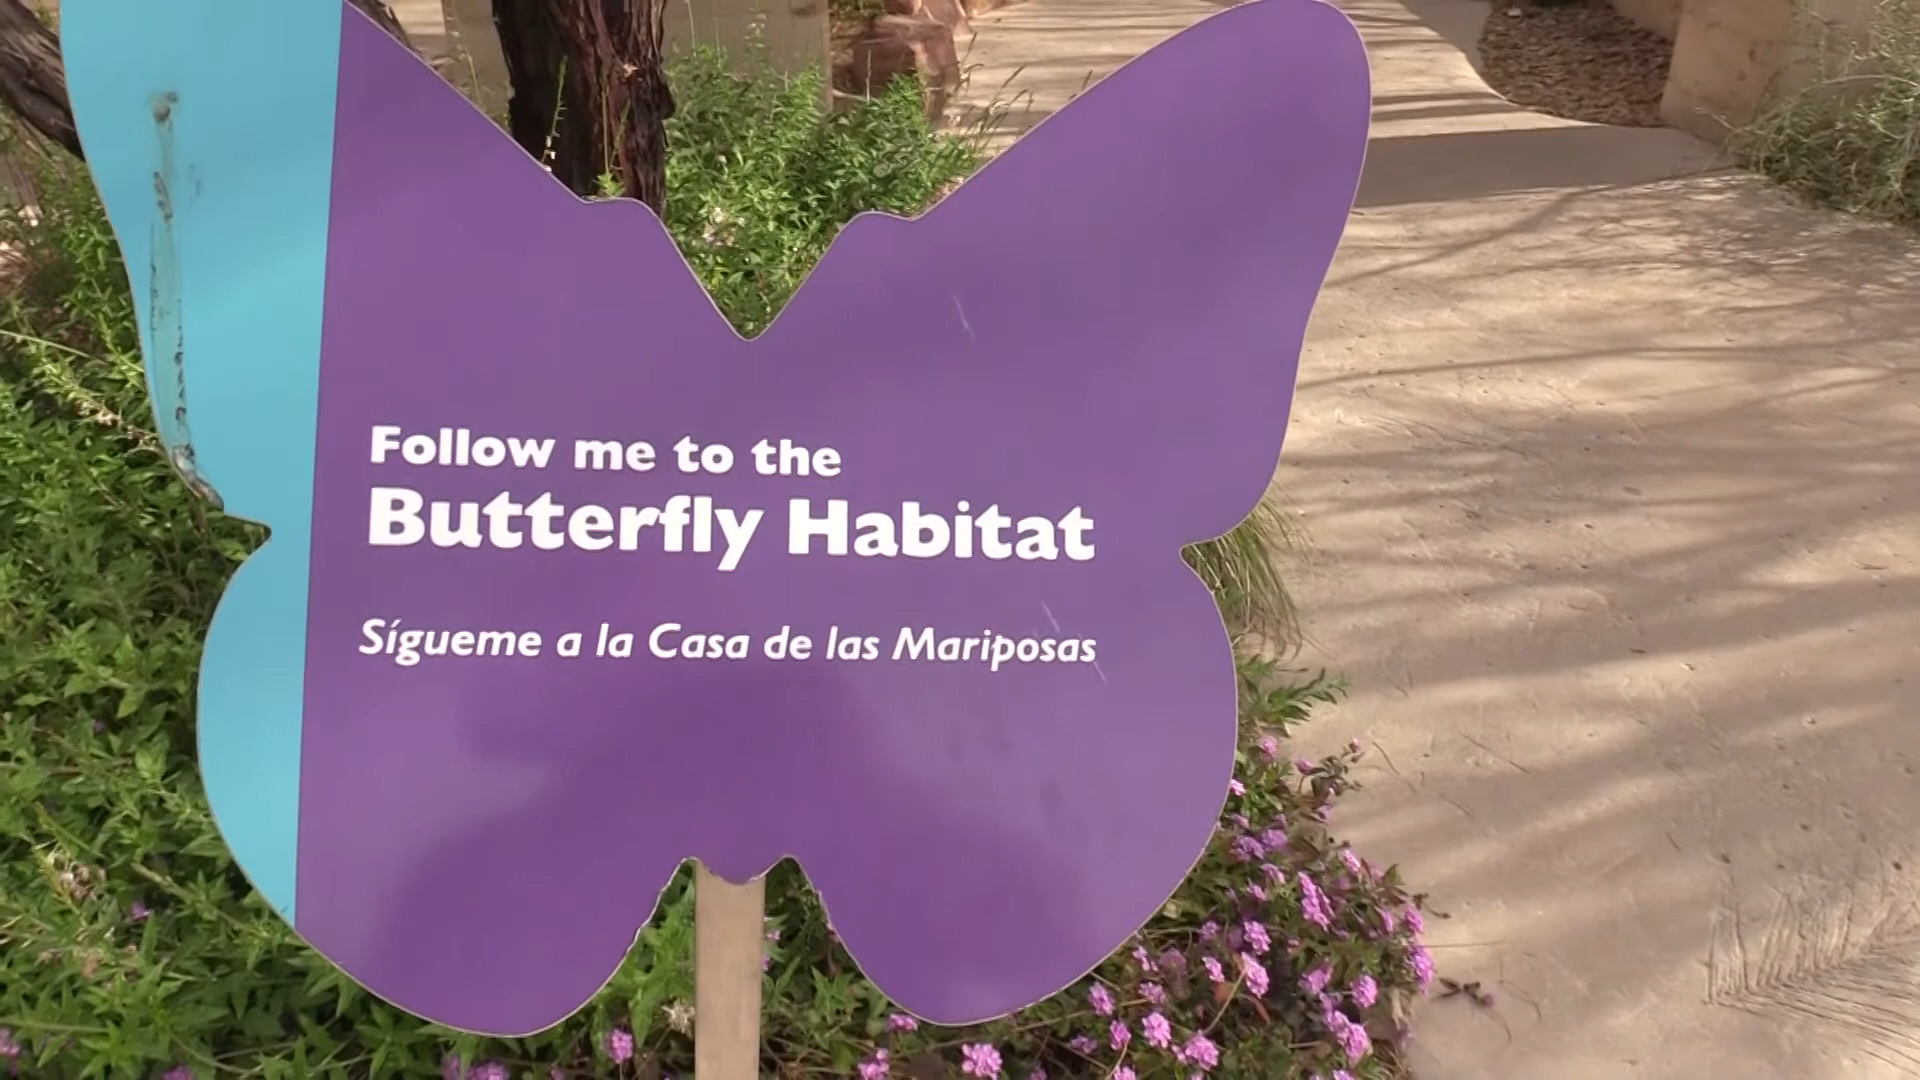 Follow me to the
Butterfly Habitat
Sígueme a la Casa de las Mariposas